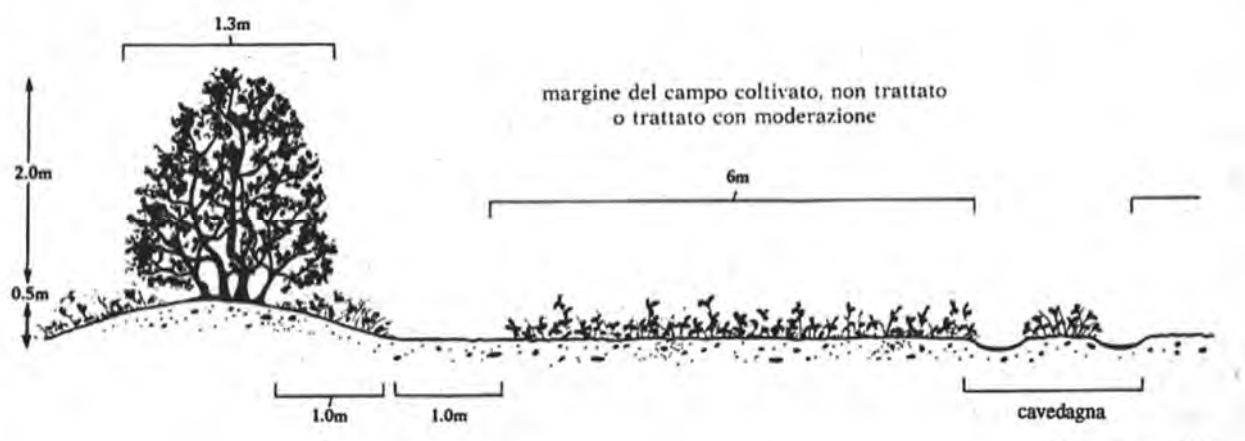 1.3m
margine del campo coltivato, non trattato
o trattato con moderazione
2.0m
6m
0.5m
1.0m
1.0m
cavedagna